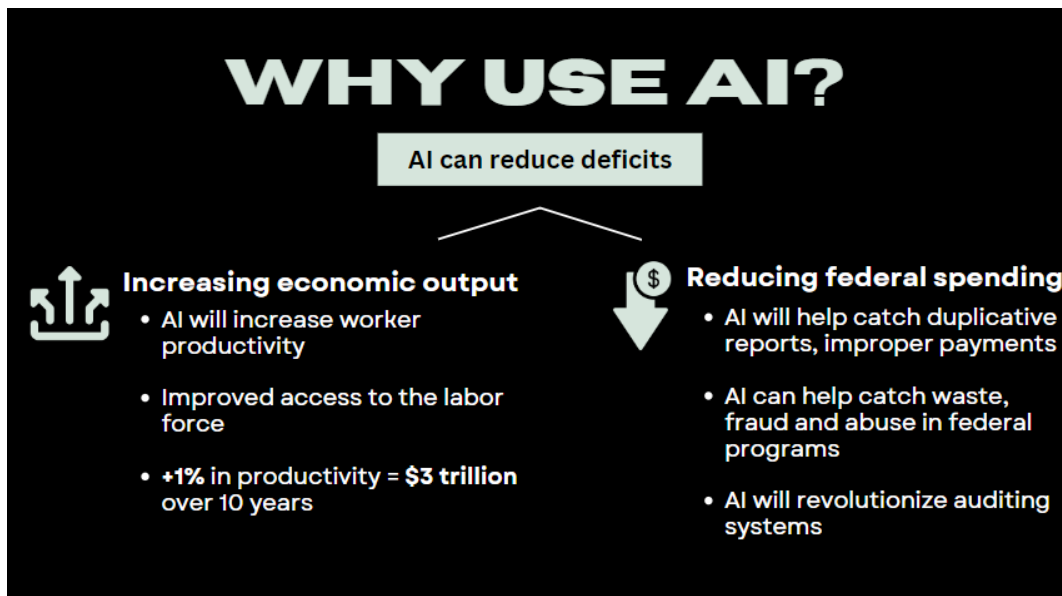 WHY USE AI?
AI can reduce deficits
Increasing economic output
• AI will increase worker
productivity
• Improved access to the labor
force
• +1% in productivity = $3 trillion
over 10 years
$
Reducing federal spending
• AI will help catch duplicative
reports, improper payments
• AI can help catch waste,
fraud and abuse in federal
programs
• AI will revolutionize auditing
systems